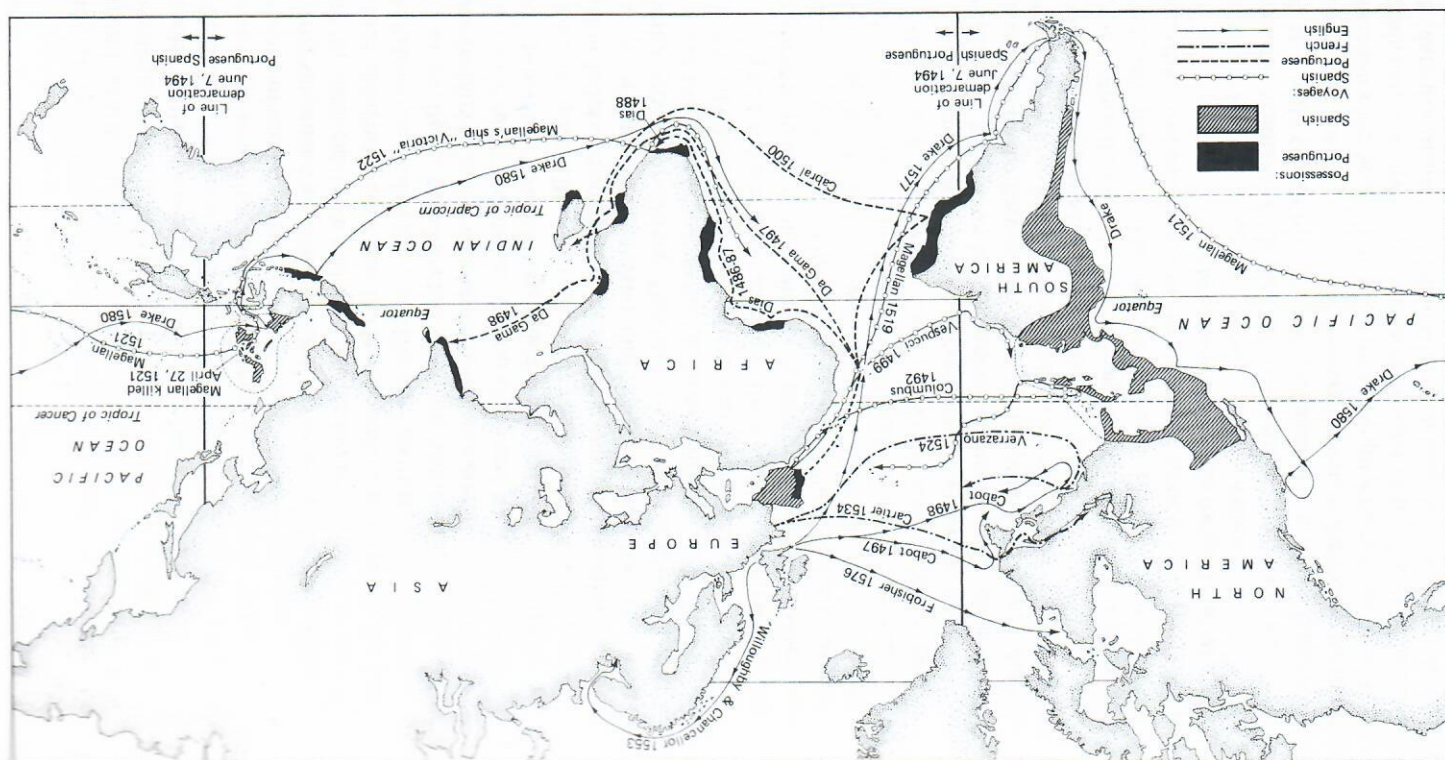 Willoughby & Chancellor 1553
NORTH
AMERICA
Frobisher 1576
EUROPE
ASIA
Cabot 1497
Cartier 1534
Cabot 1498
Verrazano
1524
Drake
1580
Columbus
1492
Vespucci 1499
PACIFIC
OCEAN
Tropic of Cancer
Magellan killed
April 27, 1521
Magellan
1521
Drake 1580
AFRICA
PACIFIC OCEAN
Equator
SOUTH
AMERICA
Magellan 1519
Dias
1486-87
Da Gama 1497
Da Gama
1498
Equator
INDIAN OCEAN
Tropic of Capricorn
Magellan
1521
Drake
Drake 1577
Cabral 1500
Dias
1488
Drake 1580
Magellan's ship "Victoria" 1522
Possessions:
Portuguese
Spanish
Voyages:
Spanish
Portuguese
French
English
Line of
demarcation
June 7, 1494
Spanish Portuguese
Line of
demarcation
June 7, 1494
Portuguese Spanish